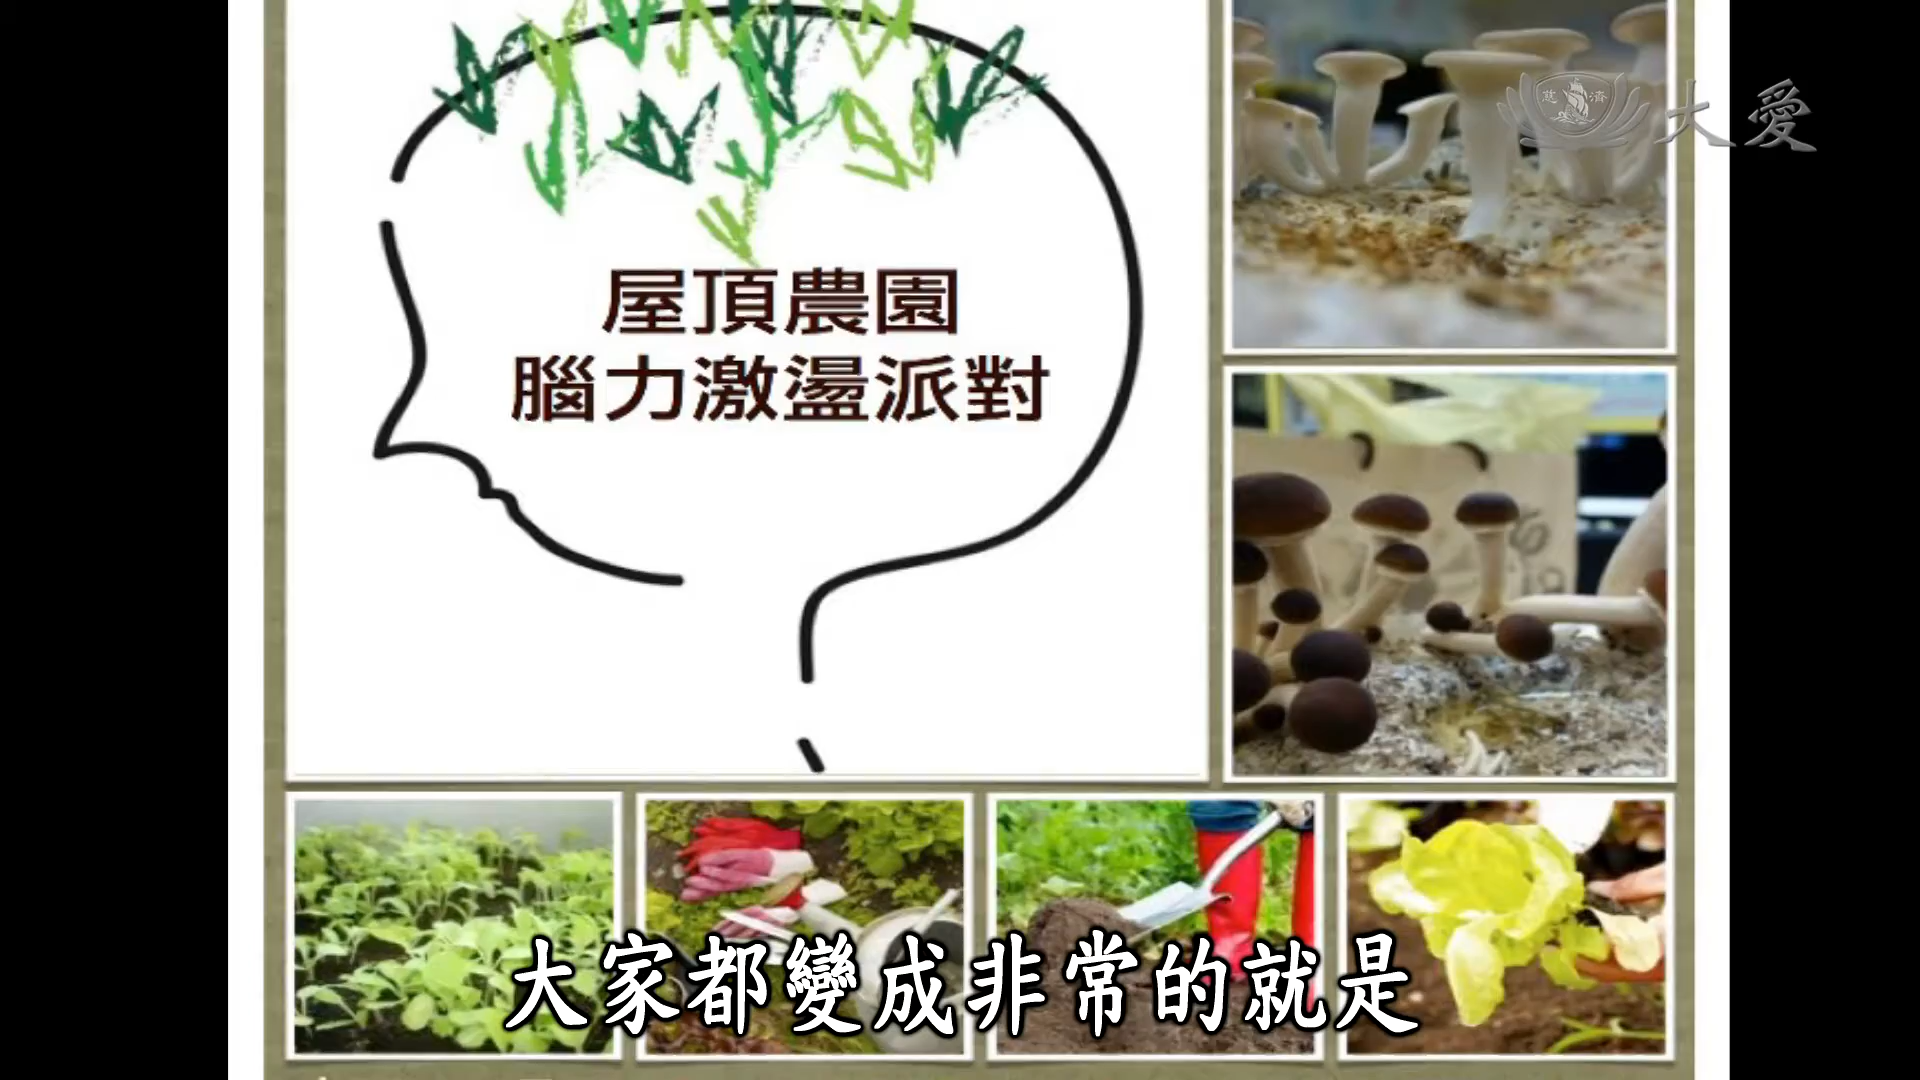 慈濟
大愛
屋頂農園
腦力激盪派對
大家都變成非常的就是